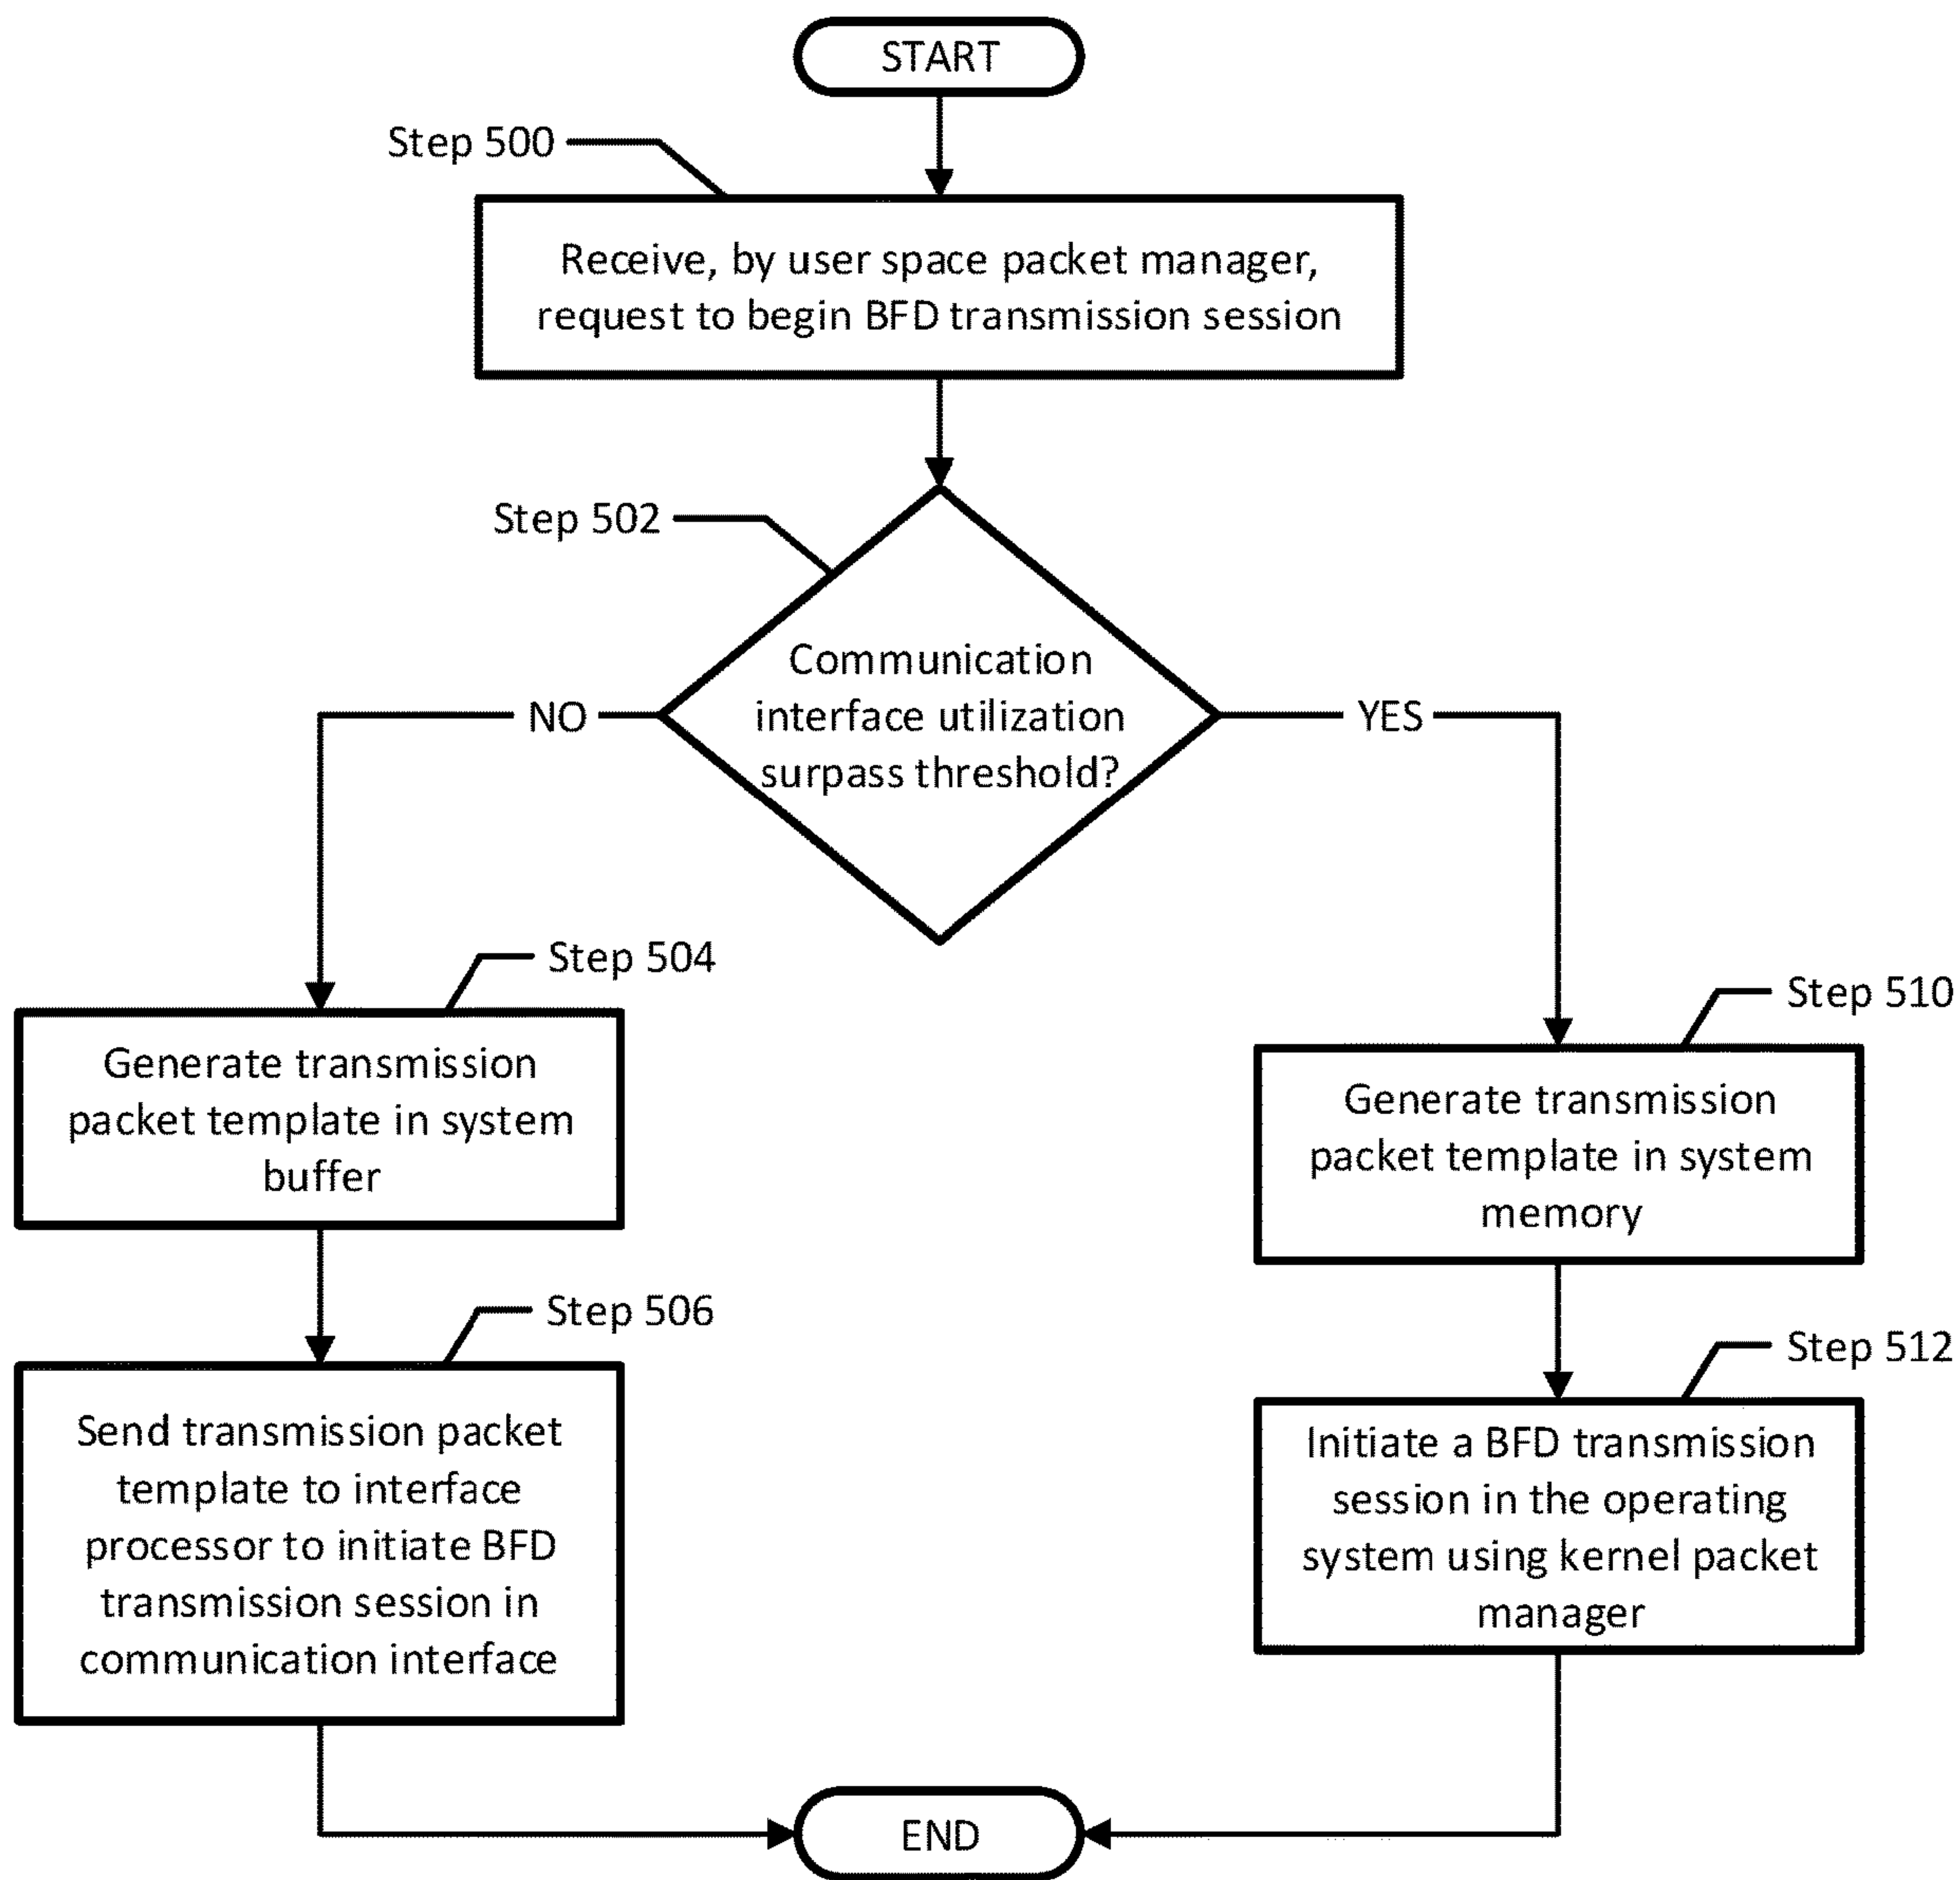 START
Step 500
Receive, by user space packet manager,
request to begin BFD transmission session
Step 502
Communication
interface utilization
surpass threshold?
NO
YES
Step 504
Generate transmission
packet template in system
buffer
Step 510
Generate transmission
packet template in system
memory
Step 506
Send transmission packet
template to interface
processor to initiate BFD
transmission session in
communication interface
Step 512
Initiate a BFD transmission
session in the operating
system using kernel packet
manager
END